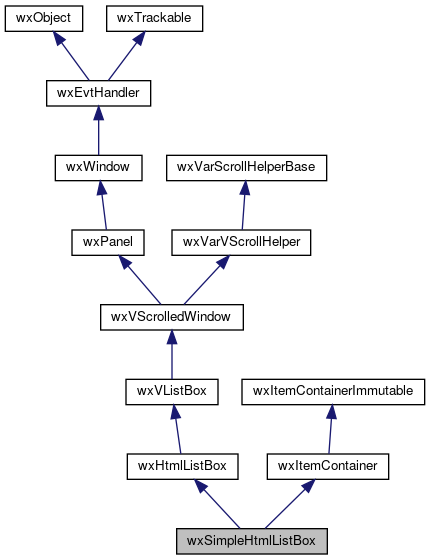 wxObject
wxTrackable
wxEvtHandler
wxWindow
wxVarScrollHelperBase
wxPanel
wxVarVScrollHelper
wxVScrolledWindow
wxVListBox
wxItemContainerImmutable
wxHtmlListBox
wxItemContainer
wxSimpleHtmlListBox